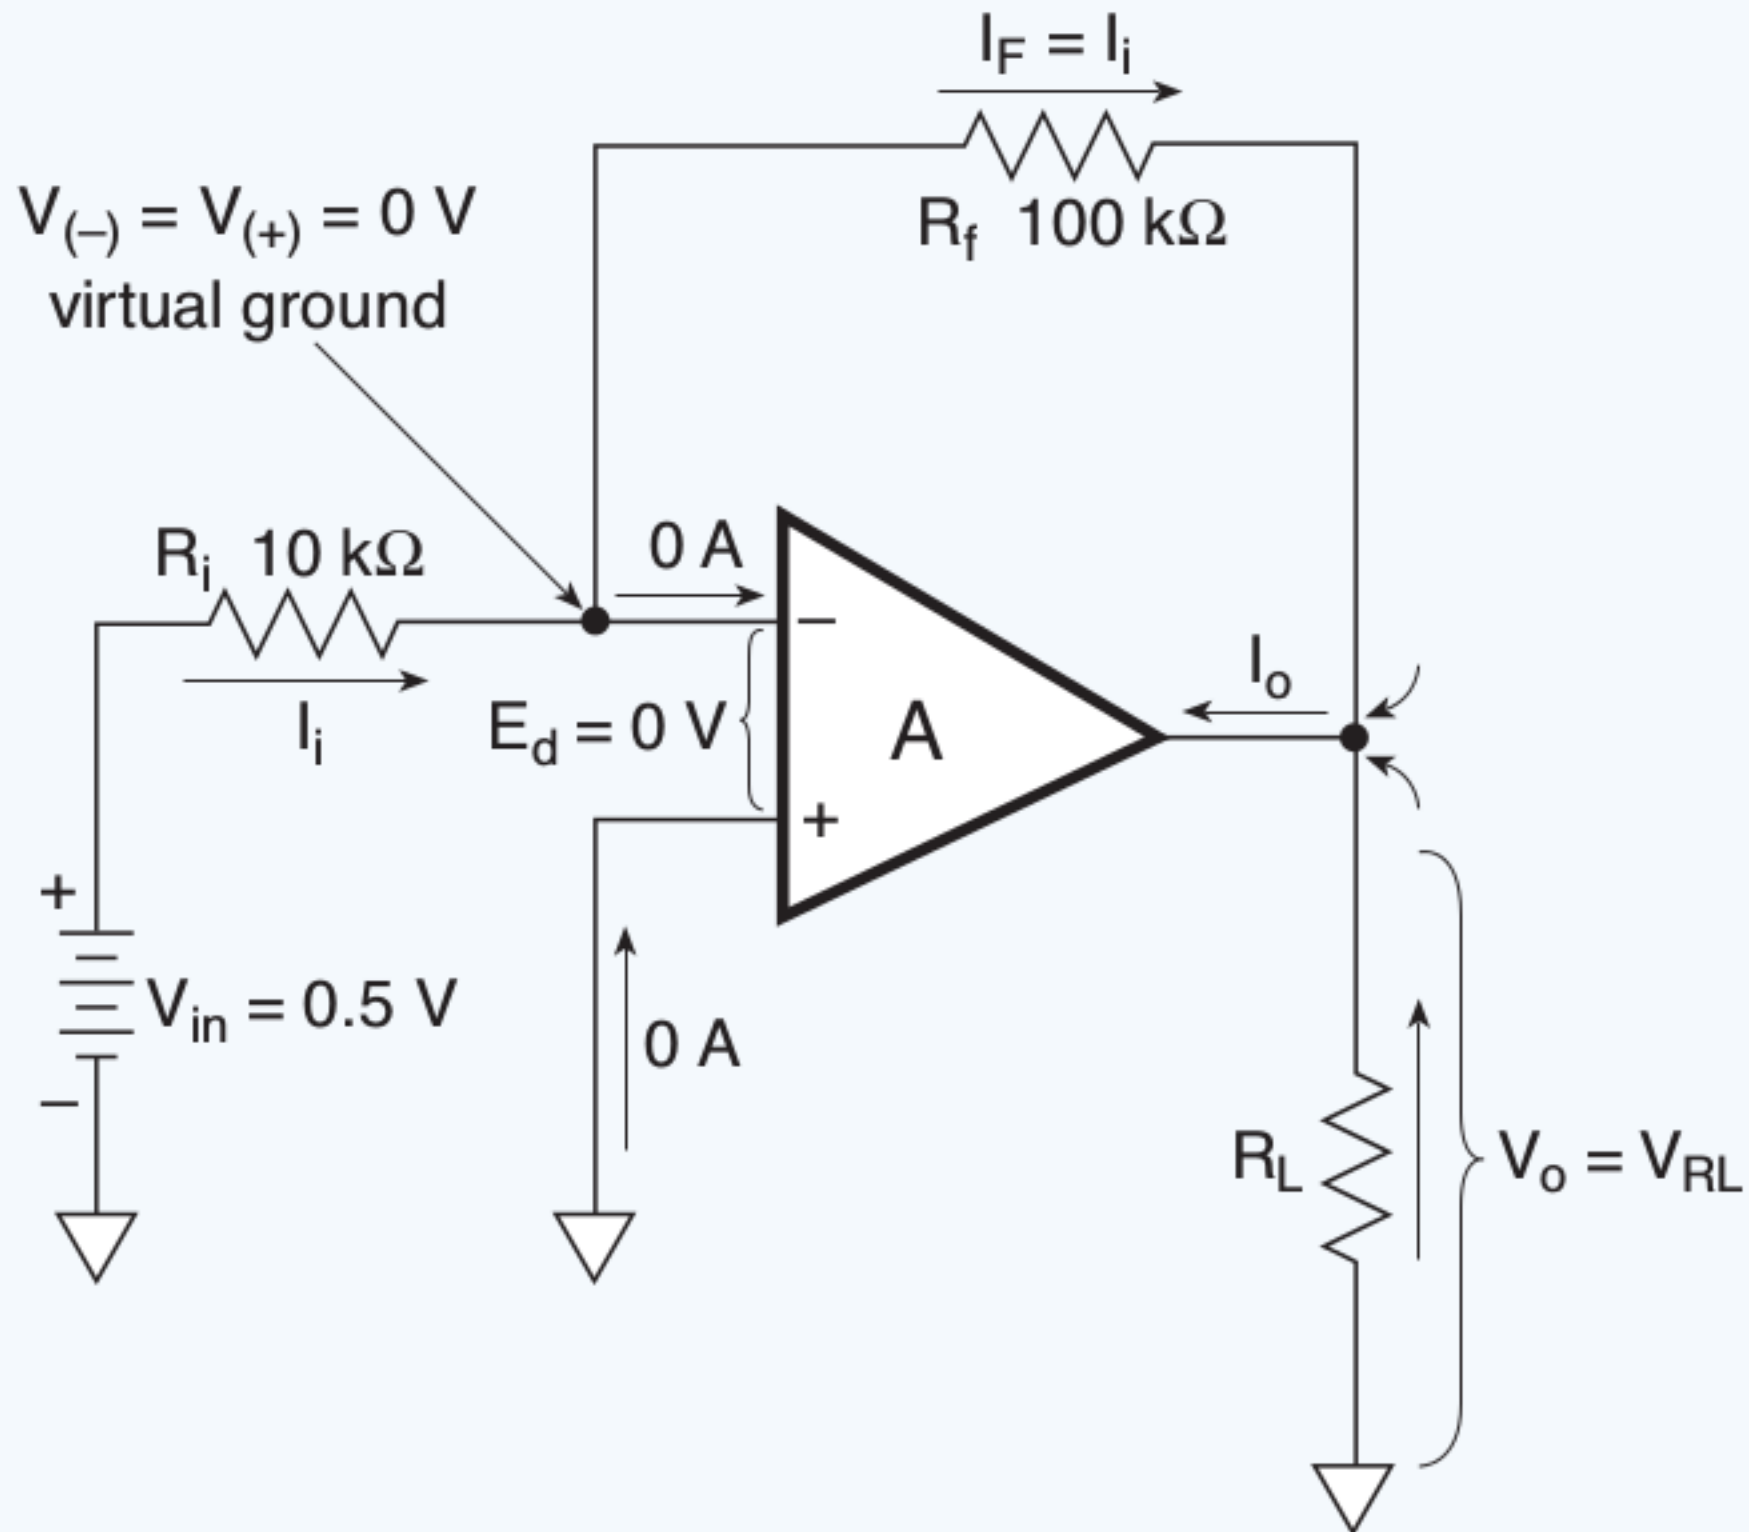 I_F = I_i
R_f 100 kΩ
V_(–) = V_(+) = 0 V
virtual ground
R_i 10 kΩ
0 A
–
I_i
E_d = 0 V
A
I_o
+
+
V_in = 0.5 V
–
0 A
R_L
V_o = V_RL